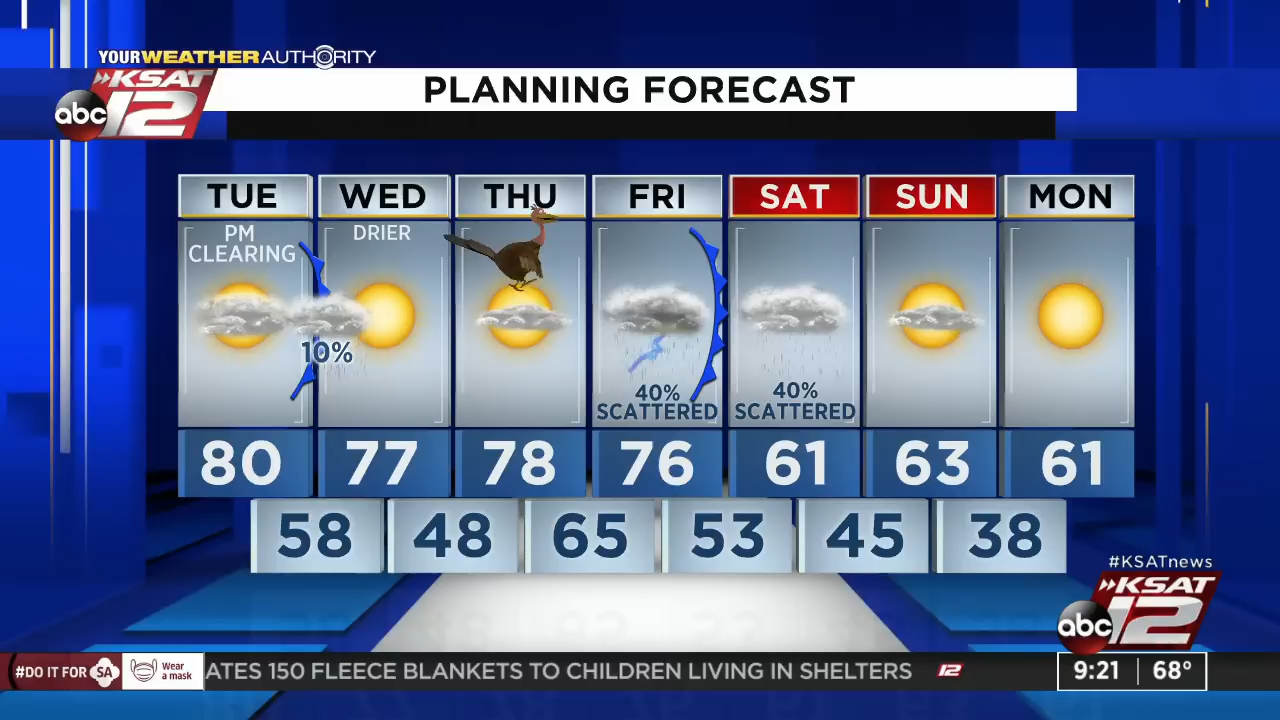 YOURWEATHERAUTHORITY
KSAT
abc 12
PLANNING FORECAST
TUE WED THU FRI SAT SUN MON
PM CLEARING
DRIER
10%
40% SCATTERED
40% SCATTERED
80 77 78 76 61 63 61
58 48 65 53 45 38
#KSATnews
KSAT
abc 12
#DO IT FOR SA
Wear a mask
ATES 150 FLEECE BLANKETS TO CHILDREN LIVING IN SHELTERS 12
9:21 68°